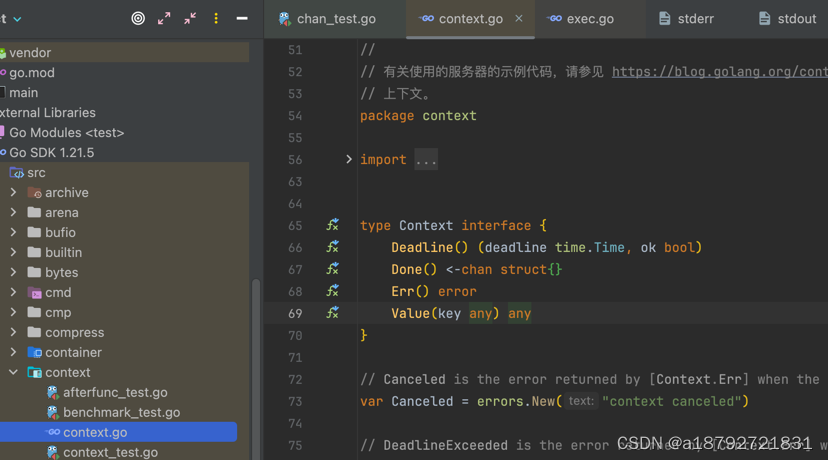 t
chan_test.go
context.go
exec.go
stderr
stdout
vendor
go.mod
main
xternal Libraries
Go Modules <test>
Go SDK 1.21.5
src
archive
arena
bufio
builtin
bytes
cmd
cmp
compress
container
context
afterfunc_test.go
benchmark_test.go
context.go
context_test.go
51 //
52 // 有关使用的服务器的示例代码，请参见 https://blog.golang.org/cont
53 // 上下文。
54 package context
55
56 import ...
63
64
65 type Context interface {
66 Deadline() (deadline time.Time, ok bool)
67 Done() <-chan struct{}
68 Err() error
69 Value(key any) any
70 }
71
72 // Canceled is the error returned by [Context.Err] when the
73 var Canceled = errors.New( text: "context canceled")
74
75 // DeadlineExceeded is the error returned by [Context.Err] w
CSDN @a18792721831